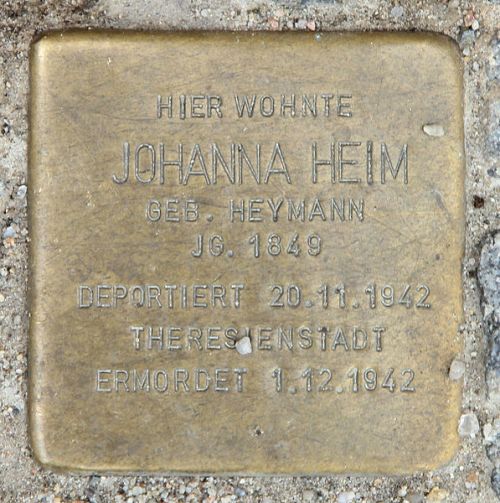 HIER WOHNTE
JOHANNA HEIM
GEB. HEYMANN
JG. 1849
DEPORTIERT 20.11.1942
THERESIENSTADT
ERMORDET 1.12.1942